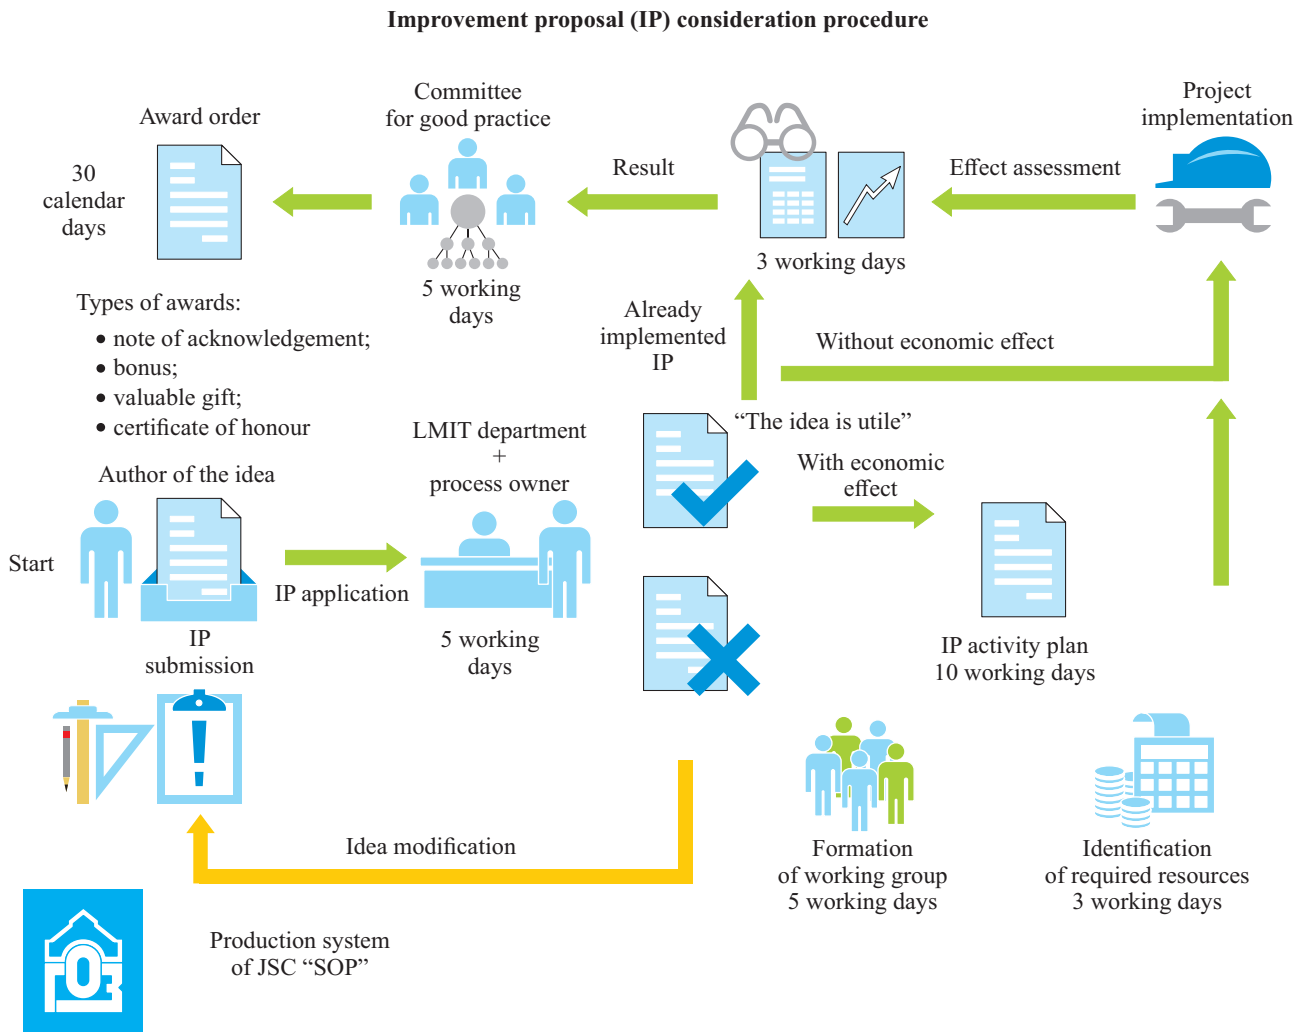 Improvement proposal (IP) consideration procedure
Award order
30
calendar
days
Committee
for good practice
5 working
days
Result
3 working days
Effect assessment
Project
implementation
Types of awards:
• note of acknowledgement;
• bonus;
• valuable gift;
• certificate of honour
Already
implemented
IP
Without economic effect
“The idea is utile”
With economic
effect
LMIT department
+
process owner
Author of the idea
Start
IP application
IP
submission
5 working
days
IP activity plan
10 working days
Idea modification
Formation
of working group
5 working days
Identification
of required resources
3 working days
Production system
of JSC “SOP”